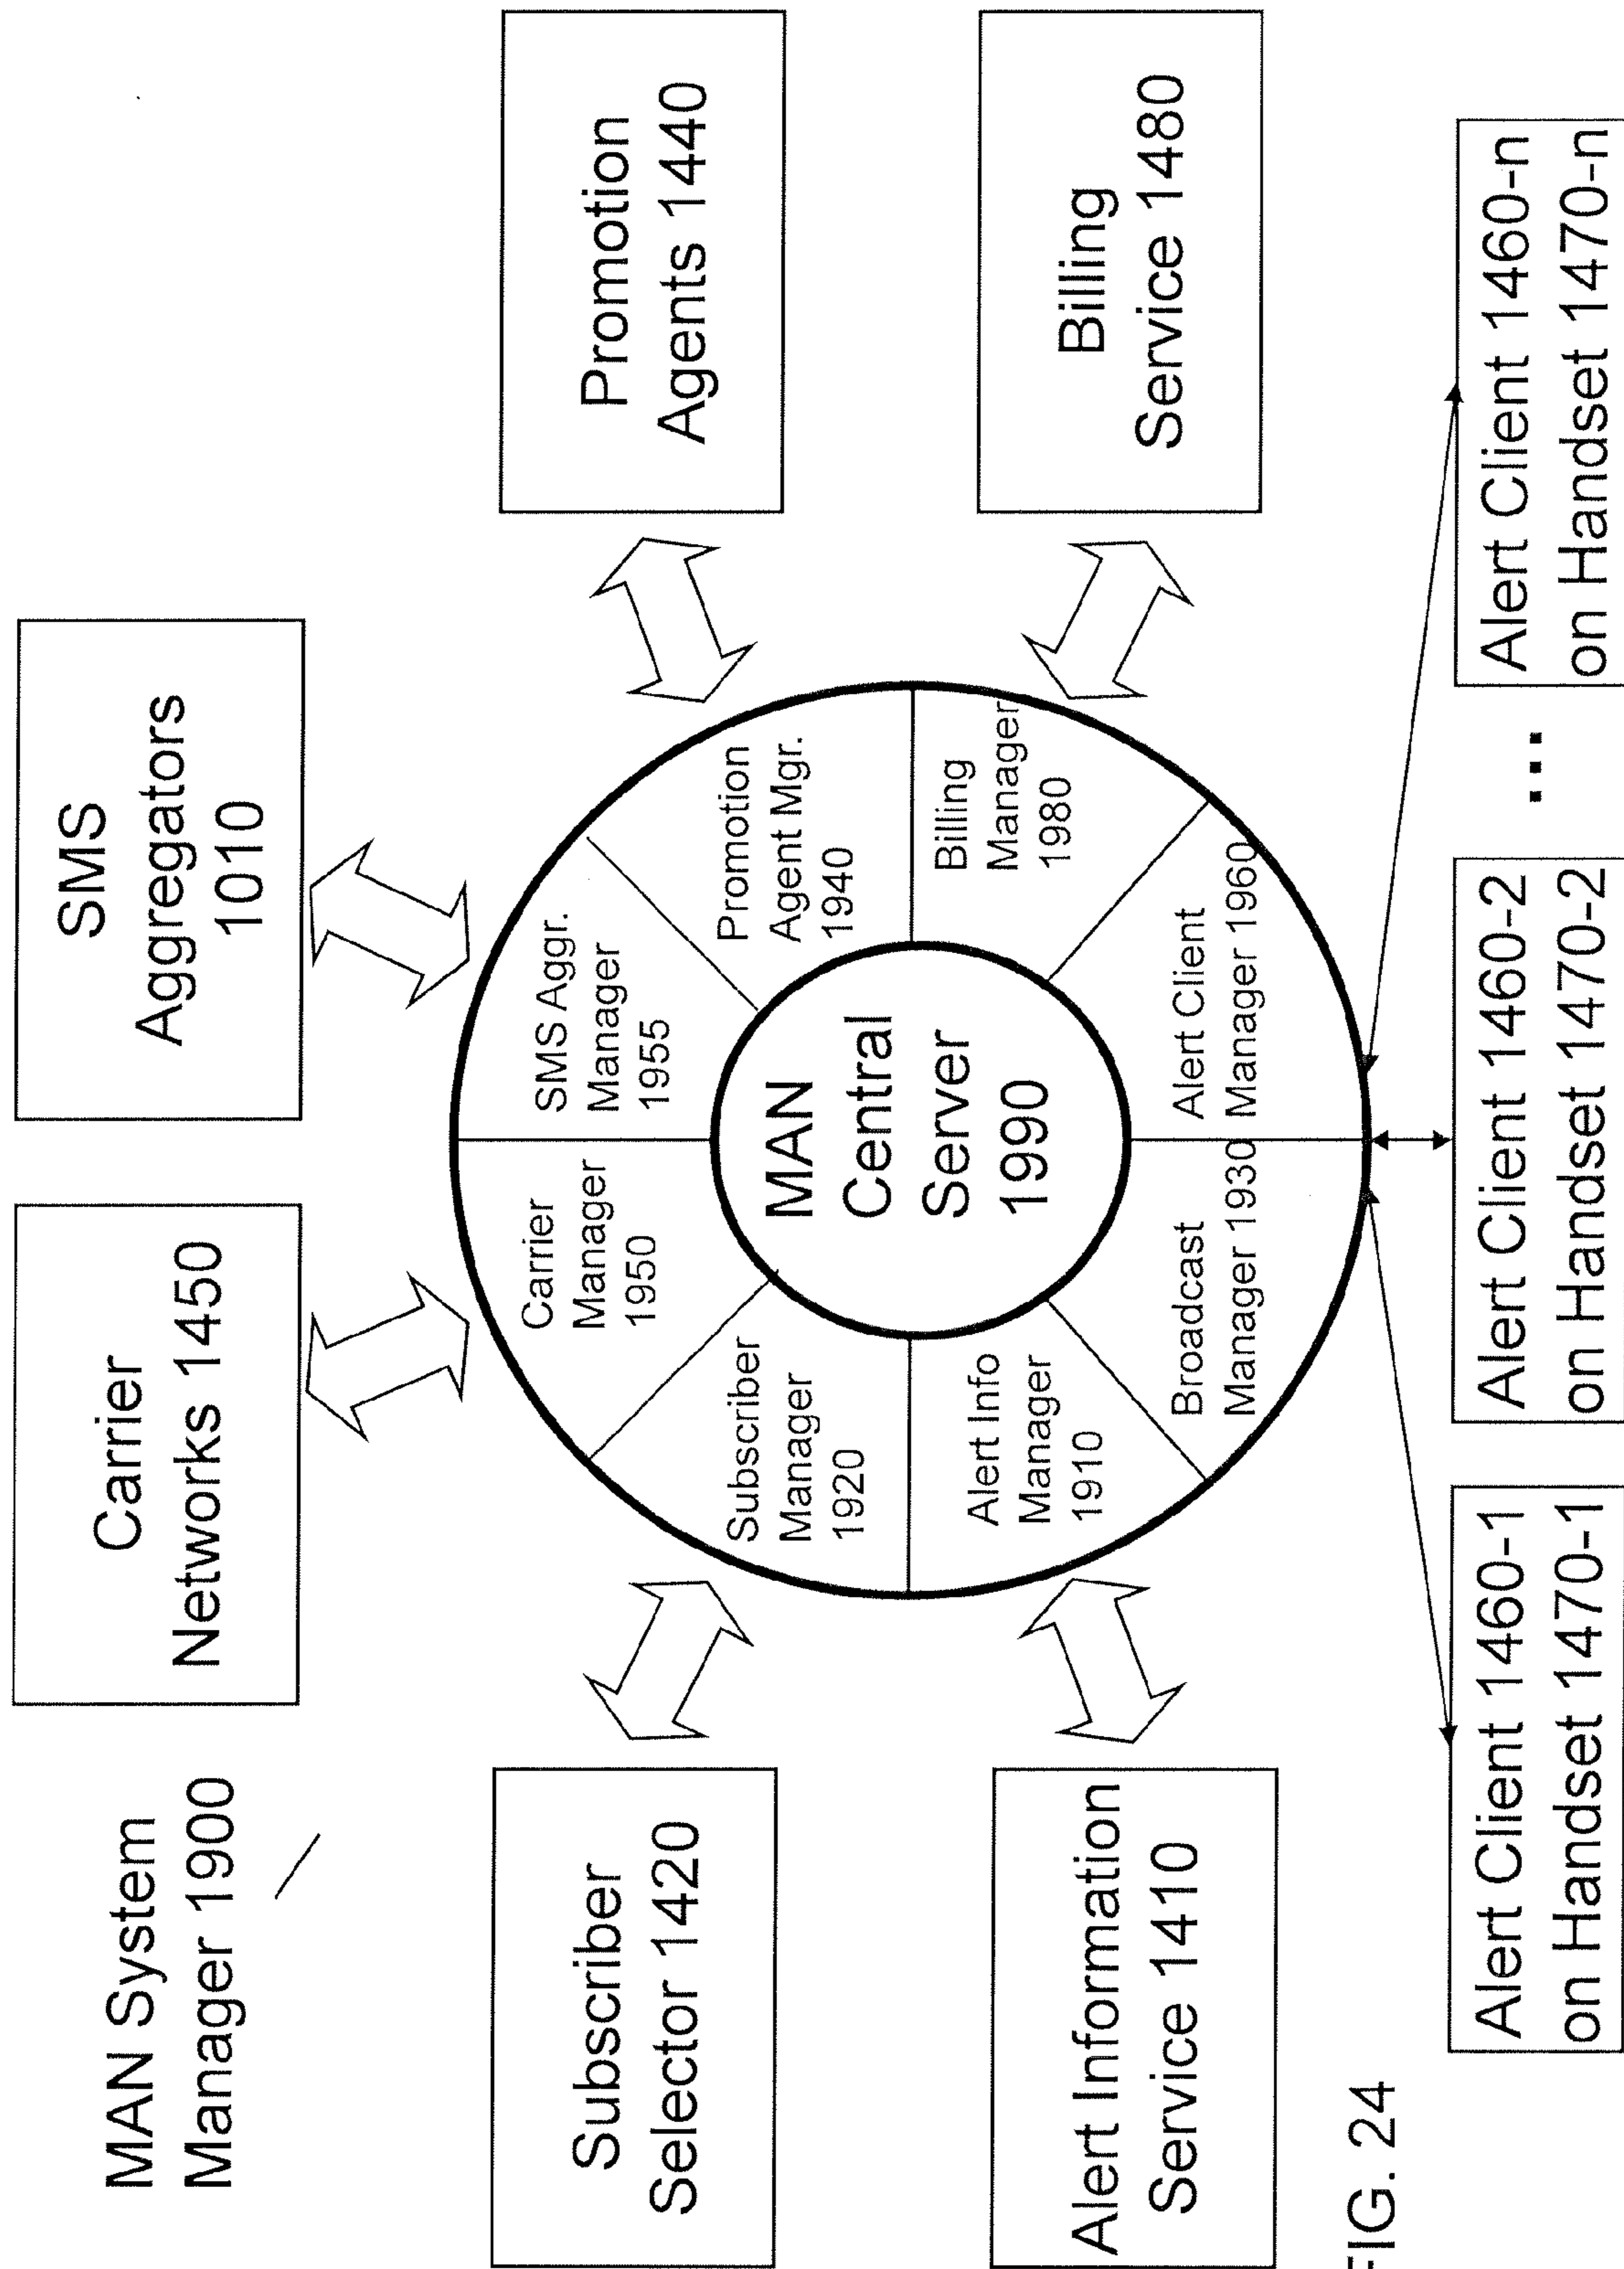 MAN System
Manager 1900
Carrier
Networks 1450
SMS
Aggregators
1010
Subscriber
Selector 1420
Promotion
Agents 1440
Alert Information
Service 1410
Billing
Service 1480
Carrier
Manager
1950
SMS Aggr.
Manager
1955
Subscriber
Manager
1920
Promotion
Agent Mgr.
1940
MAN
Central
Server
1990
Alert Info
Manager
1910
Billing
Manager
1980
Broadcast
Manager 1930
Alert Client
Manager 1960
Alert Client 1460-1
on Handset 1470-1
Alert Client 1460-2
on Handset 1470-2
...
Alert Client 1460-n
on Handset 1470-n
FIG. 24